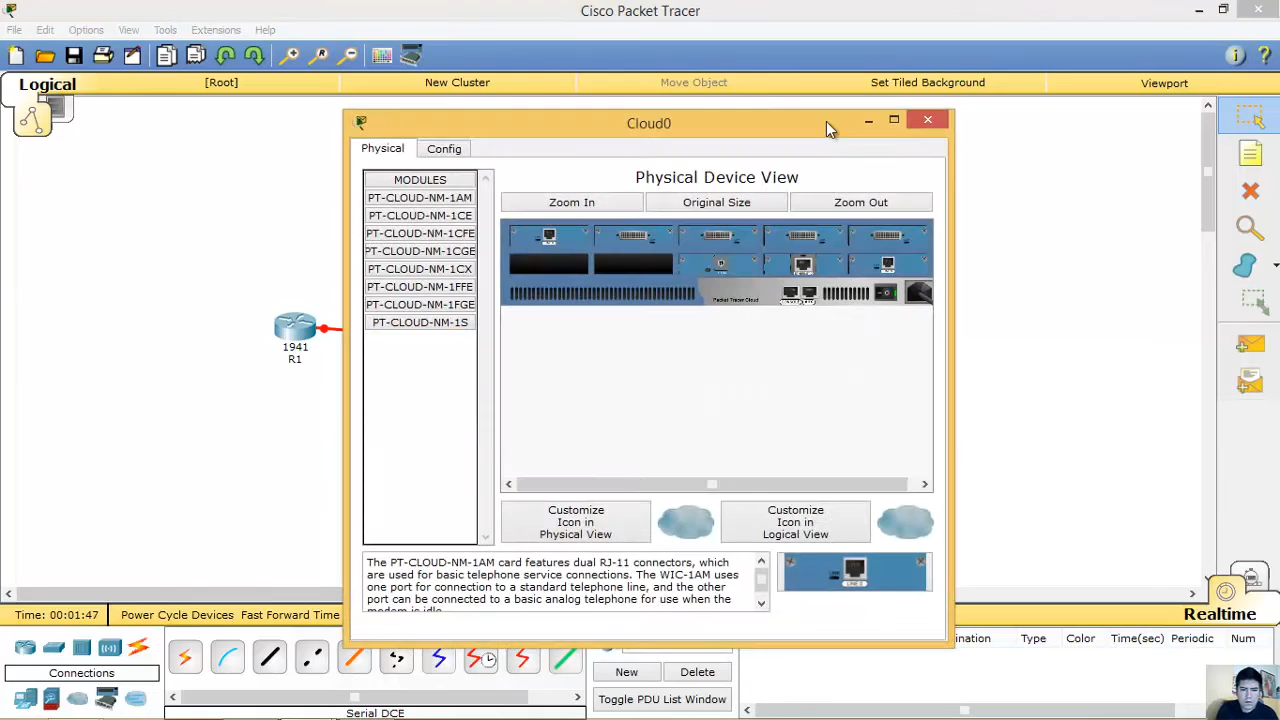 Cisco Packet Tracer
File Edit Options View Tools Extensions Help
Logical [Root] New Cluster Move Object Set Tiled Background Viewport
Cloud0
Physical Config
MODULES
PT-CLOUD-NM-1AM
PT-CLOUD-NM-1CE
PT-CLOUD-NM-1CFE
PT-CLOUD-NM-1CGE
PT-CLOUD-NM-1CX
PT-CLOUD-NM-1FFE
PT-CLOUD-NM-1FGE
PT-CLOUD-NM-1S
Physical Device View
Zoom In Original Size Zoom Out
Packet Tracer Cloud
1941
R1
Customize
Icon in
Physical View
Customize
Icon in
Logical View
The PT-CLOUD-NM-1AM card features dual RJ-11 connectors, which
are used for basic telephone service connections. The WIC-1AM uses
one port for connection to a standard telephone line, and the other
port can be connected to a basic analog telephone for use when the
modem is idle.
Time: 00:01:47 Power Cycle Devices Fast Forward Time
Realtime
ination Type Color Time(sec) Periodic Num
Connections
New Delete
Toggle PDU List Window
Serial DCE